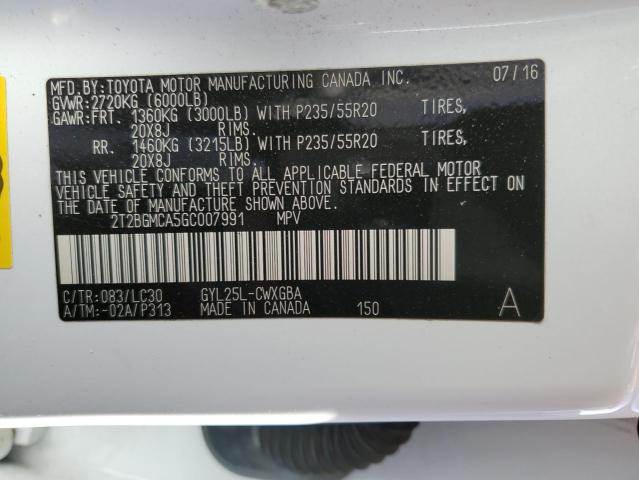 MFD.BY:TOYOTA MOTOR MANUFACTURING CANADA INC. 07/16
GVWR:2720KG (6000LB)
GAWR:FRT. 1360KG (3000LB) WITH P235/55R20 TIRES,
20X8J RIMS.
RR. 1460KG (3215LB) WITH P235/55R20 TIRES,
20X8J RIMS.
THIS VEHICLE CONFORMS TO ALL APPLICABLE FEDERAL MOTOR
VEHICLE SAFETY AND THEFT PREVENTION STANDARDS IN EFFECT ON
THE DATE OF MANUFACTURE SHOWN ABOVE.
2T2BGMCA5GC007991 MPV
C/TR:083/LC30 GYL25L-CWXGBA
A/TM:-02A/P313 MADE IN CANADA 150 A